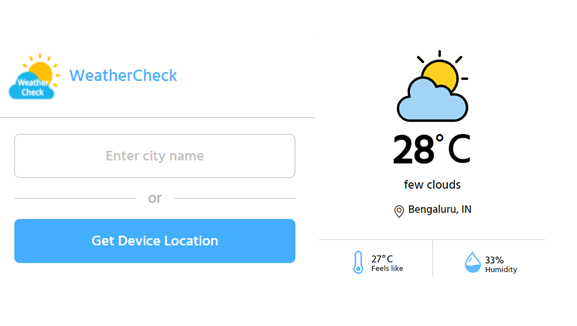 Weather
Check
WeatherCheck
Enter city name
or
Get Device Location
28°C
few clouds
Bengaluru, IN
27°C
Feels like
33%
Humidity